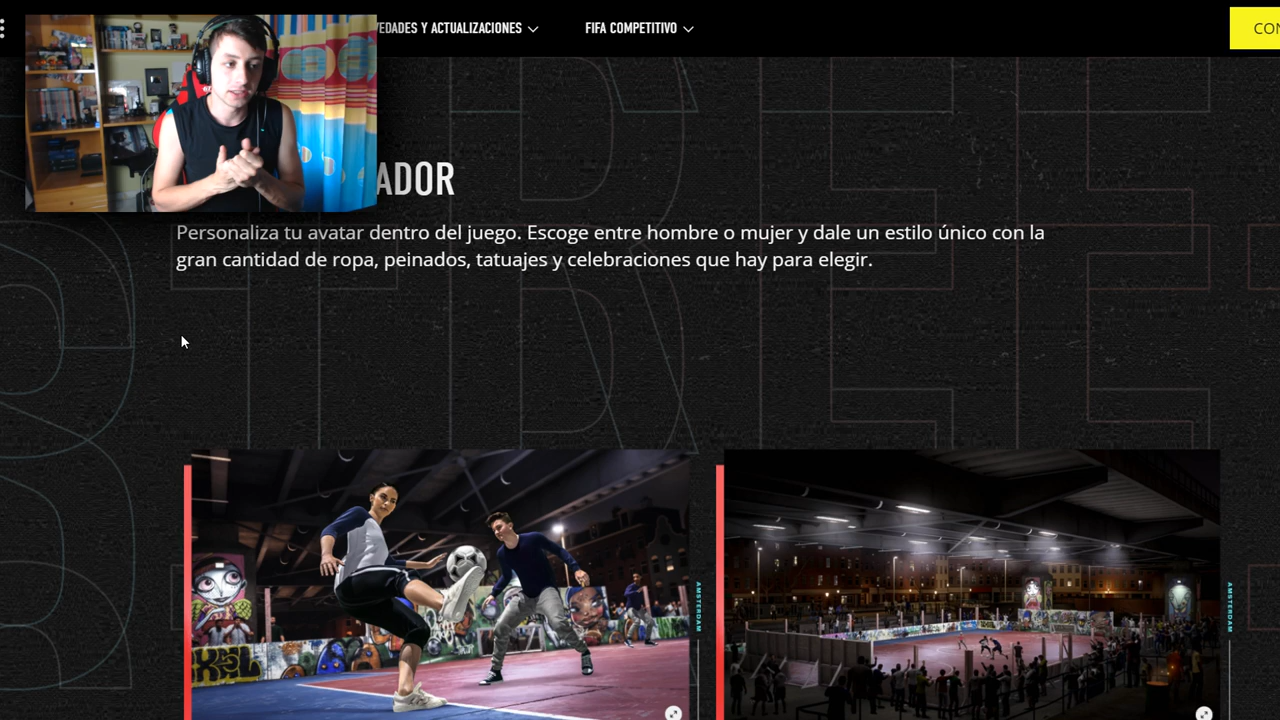 VEDADES Y ACTUALIZACIONES
FIFA COMPETITIVO
CON
ADOR
Personaliza tu avatar dentro del juego. Escoge entre hombre o mujer y dale un estilo único con la
gran cantidad de ropa, peinados, tatuajes y celebraciones que hay para elegir.
AMSTERDAM
AMSTERDAM